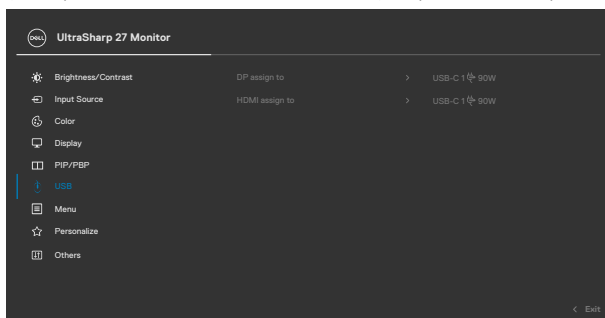 DELL UltraSharp 27 Monitor
Brightness/Contrast DP assign to > USB-C 1 90W
Input Source HDMI assign to > USB-C 1 90W
Color
Display
PIP/PBP
USB
Menu
Personalize
Others
< Exit